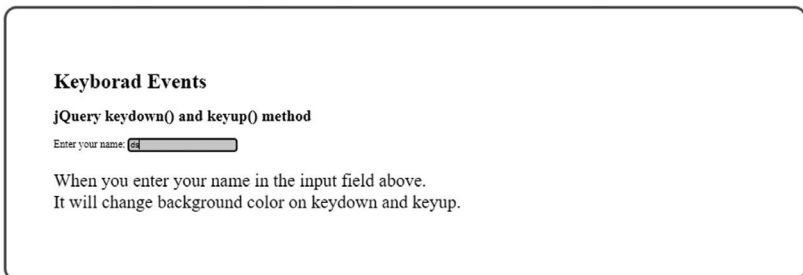 Keyborad Events
jQuery keydown() and keyup() method
Enter your name: ds
When you enter your name in the input field above.
It will change background color on keydown and keyup.